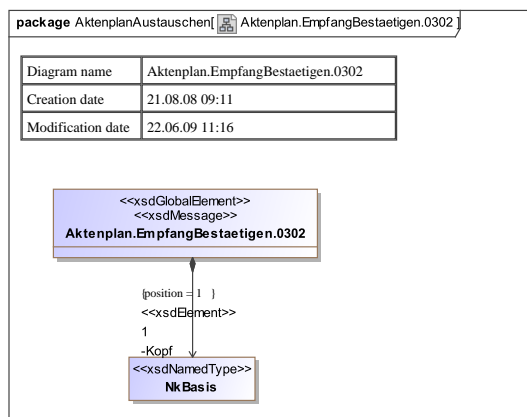 package AktenplanAustauschen[ Aktenplan.EmpfangBestaetigen.0302 ]
Diagram name Aktenplan.EmpfangBestaetigen.0302
Creation date 21.08.08 09:11
Modification date 22.06.09 11:16
<<xsdGlobalElement>>
<<xsdMessage>>
Aktenplan.EmpfangBestaetigen.0302
{position = 1 }
<<xsdElement>>
1
-Kopf
<<xsdNamedType>>
NkBasis